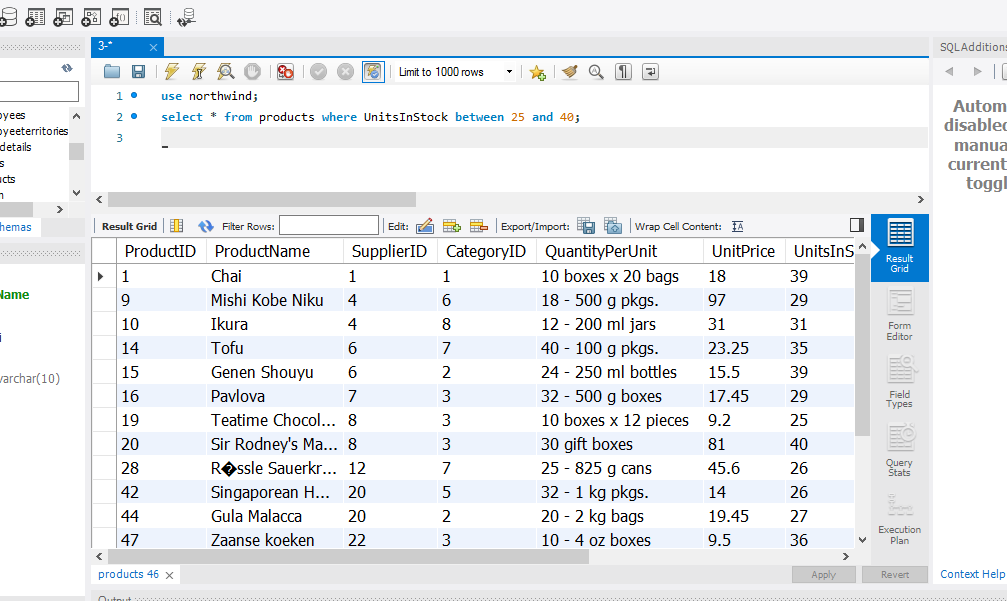 3-*
SQLAdditions
Limit to 1000 rows
1 use northwind;
2 select * from products where UnitsInStock between 25 and 40;
3
oyees
oyeeterritories
details
s
cts
hemas
Name
i
varchar(10)
Autom
disabled
manua
current
toggl
Result Grid Filter Rows: Edit: Export/Import: Wrap Cell Content:
ProductID ProductName SupplierID CategoryID QuantityPerUnit UnitPrice UnitsInS
1 Chai 1 1 10 boxes x 20 bags 18 39
9 Mishi Kobe Niku 4 6 18 - 500 g pkgs. 97 29
10 Ikura 4 8 12 - 200 ml jars 31 31
14 Tofu 6 7 40 - 100 g pkgs. 23.25 35
15 Genen Shouyu 6 2 24 - 250 ml bottles 15.5 39
16 Pavlova 7 3 32 - 500 g boxes 17.45 29
19 Teatime Chocol... 8 3 10 boxes x 12 pieces 9.2 25
20 Sir Rodney's Ma... 8 3 30 gift boxes 81 40
28 R�ssle Sauerkr... 12 7 25 - 825 g cans 45.6 26
42 Singaporean H... 20 5 32 - 1 kg pkgs. 14 26
44 Gula Malacca 20 2 20 - 2 kg bags 19.45 27
47 Zaanse koeken 22 3 10 - 4 oz boxes 9.5 36
Result
Grid
Form
Editor
Field
Types
Query
Stats
Execution
Plan
products 46
Apply Revert
Context Help
Output